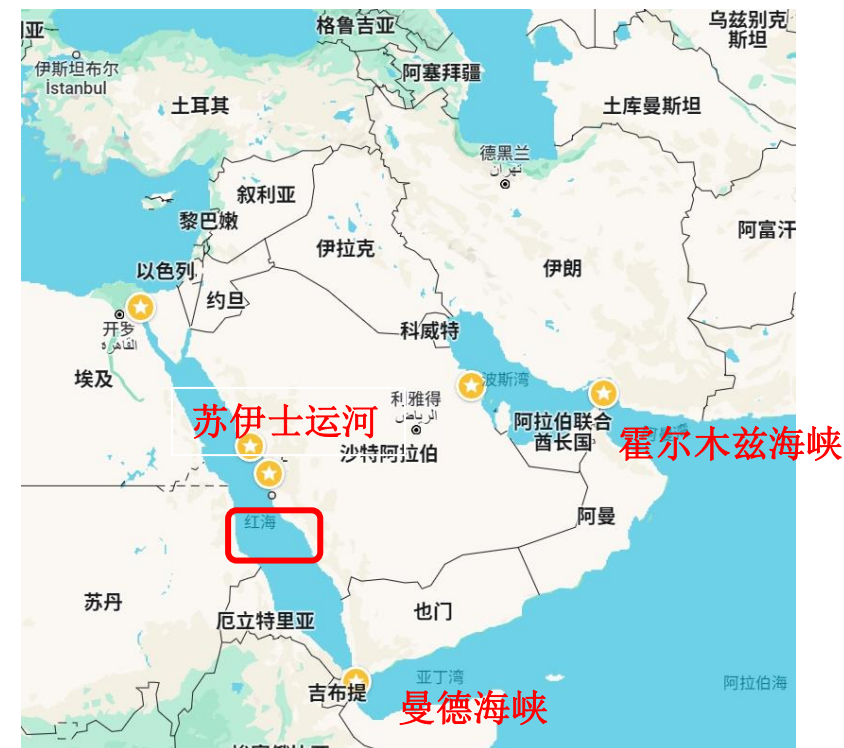 亚
格鲁吉亚
乌兹别克
斯坦
伊斯坦布尔
İstanbul
阿塞拜疆
土耳其
土库曼斯坦
德黑兰
تهران
叙利亚
黎巴嫩
阿富汗
伊拉克
伊朗
以色列
约旦
开罗
القاهرة
科威特
埃及
波斯湾
利雅得
الرياض
苏伊士运河
阿拉伯联合
酋长国
霍尔木兹海峡
沙特阿拉伯
红海
阿曼
苏丹
厄立特里亚
也门
亚丁湾
阿拉伯海
吉布提
曼德海峡